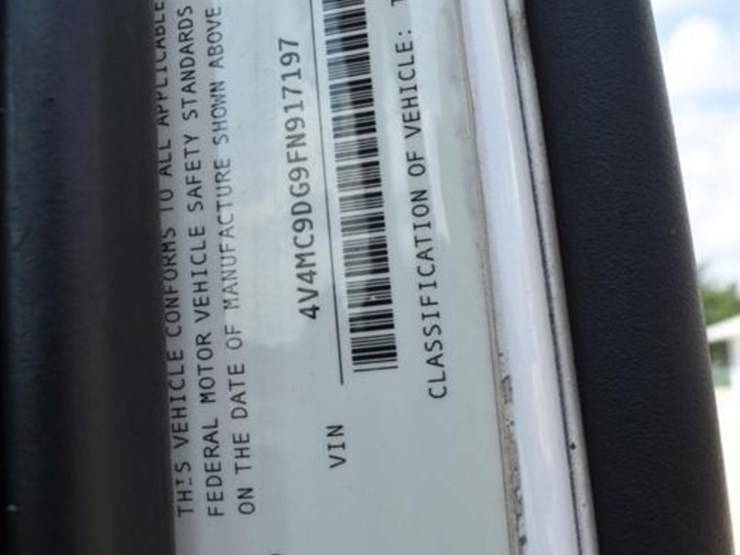 THIS VEHICLE CONFORMS TO ALL APPLICABLE
FEDERAL MOTOR VEHICLE SAFETY STANDARDS
ON THE DATE OF MANUFACTURE SHOWN ABOVE
VIN 4V4MC9DG9FN917197
CLASSIFICATION OF VEHICLE: